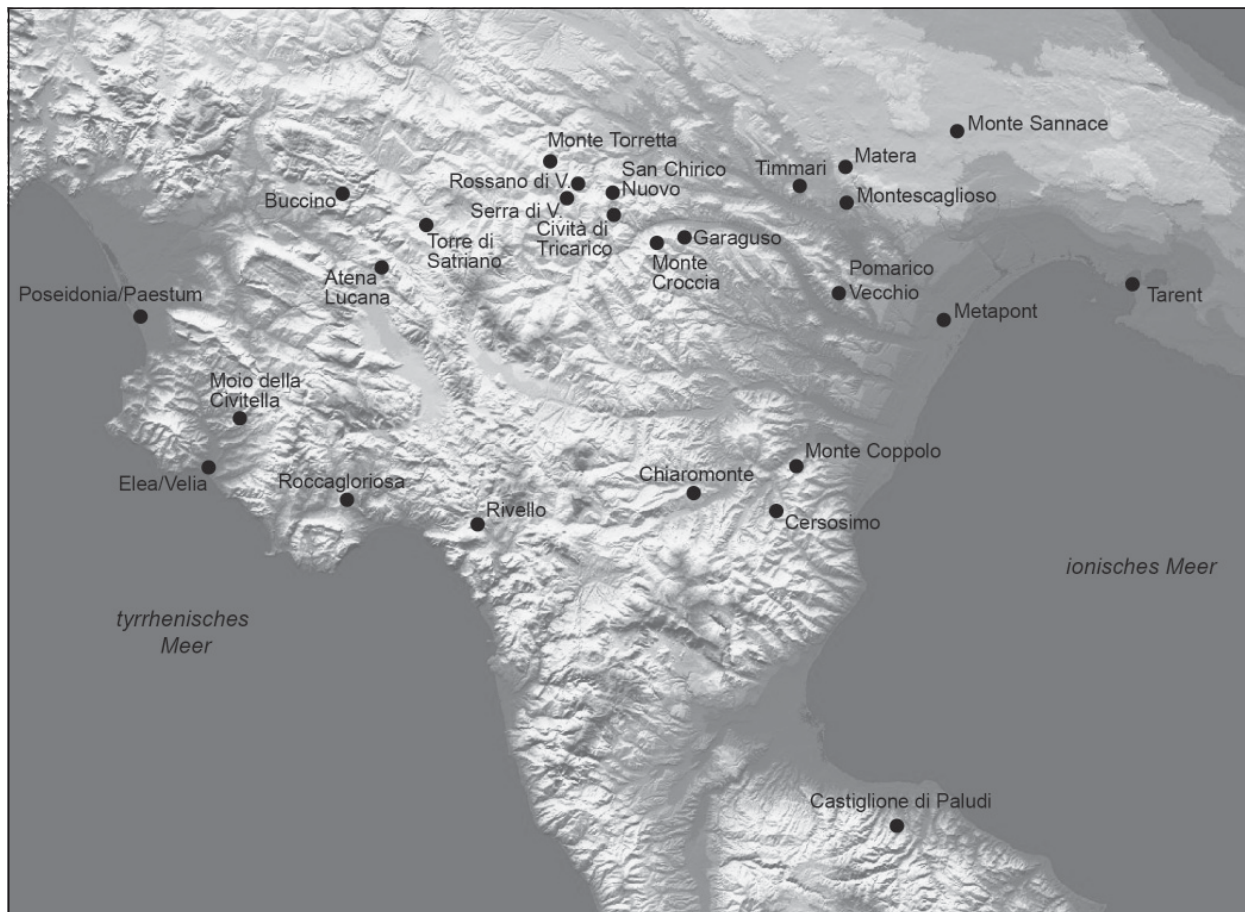 Monte Sannace
Monte Torretta
Matera
Timmari
San Chirico
Nuovo
Rossano di V.
Buccino
Montescaglioso
Serra di V.
Cività di
Tricarico
Torre di
Satriano
Garaguso
Monte
Croccia
Atena
Lucana
Pomarico
Vecchio
Poseidonia/Paestum
Tarent
Metapont
Moio della
Civitella
Monte Coppolo
Elea/Velia
Roccagloriosa
Chiaromonte
Rivello
Cersosimo
ionisches Meer
tyrrhenisches
Meer
Castiglione di Paludi